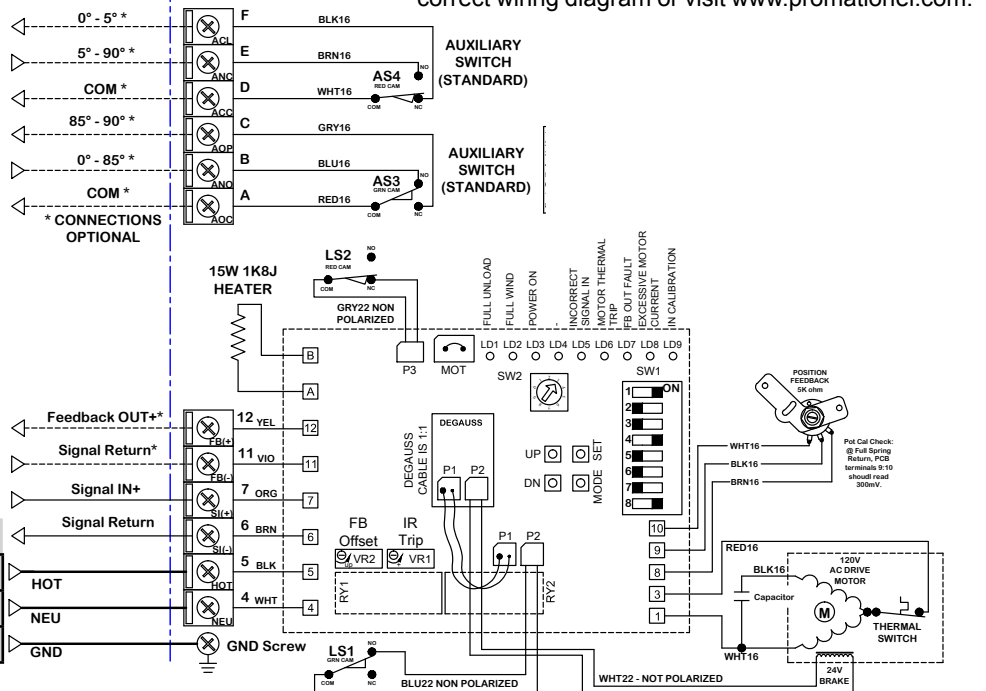 correct wiring diagram or visit www.promationei.com.
0° - 5° *
F
ACL
BLK16
5° - 90° *
E
ANC
BRN16
NO
AUXILIARY
SWITCH
(STANDARD)
AS4
RED CAM
COM *
D
ACC
WHT16
COM
NC
85° - 90° *
C
AOP
GRY16
0° - 85° *
B
ANO
BLU16
NO
AUXILIARY
SWITCH
(STANDARD)
AS3
GRN CAM
COM *
A
AOC
RED16
COM
NC
* CONNECTIONS
OPTIONAL
LS2
RED CAM
NO
COM
NC
15W 1K8J
HEATER
GRY22 NON
POLARIZED
FULL UNLOAD
FULL WIND
POWER ON
-
INCORRECT
SIGNAL IN
MOTOR THERMAL
TRIP
FB OUT FAULT
EXCESSIVE MOTOR
CURRENT
IN CALIBRATION
LD1 LD2 LD3 LD4 LD5 LD6 LD7 LD8 LD9
B
P3
MOT
SW2
SW1
A
1
ON
2
3
4
5
6
7
8
POSITION
FEEDBACK
5K ohm
Pot Cal Check:
@ Full Spring
Return, PCB
terminals 9:10
shoudl read
300mV.
WHT16
BLK16
BRN16
Feedback OUT+*
12 YEL
FB(+)
12
DEGAUSS
CABLE IS 1:1
DEGAUSS
P1 P2
UP
DN
SET
MODE
Signal Return*
11 VIO
FB(-)
11
Signal IN+
7 ORG
SI(+)
7
Signal Return
6 BRN
SI(-)
6
FB
Offset
VR2
IR
Trip
VR1
P1 P2
10
9
8
3
1
HOT
5 BLK
HOT
5
RY1
RY2
NEU
4 WHT
NEU
4
RED16
BLK16
Capacitor
WHT16
120V
AC DRIVE
MOTOR
M
THERMAL
SWITCH
GND
GND Screw
LS1
GRN CAM
NO
COM
NC
BLU22 NON POLARIZED
WHT22 - NOT POLARIZED
24V
BRAKE